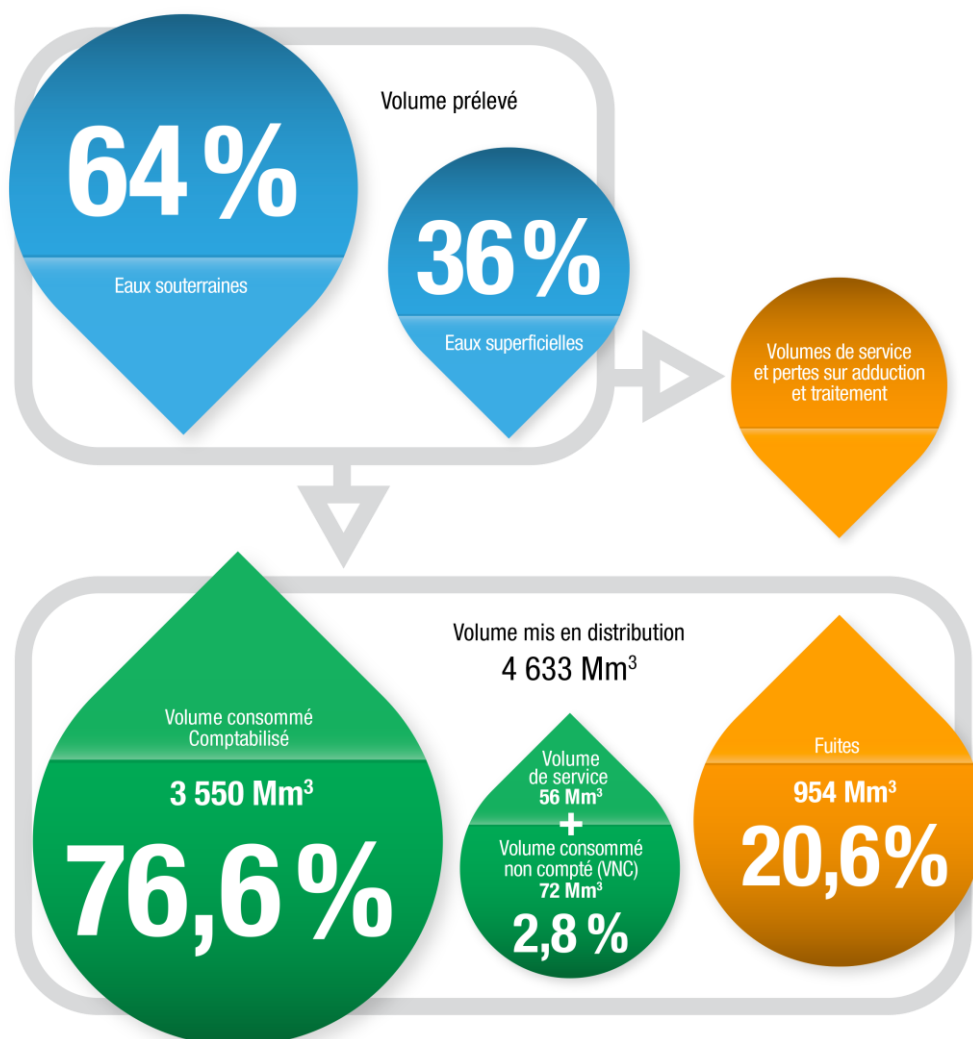 Volume prélevé
64 %
Eaux souterraines
36 %
Eaux superficielles
Volumes de service
et pertes sur adduction
et traitement
Volume mis en distribution
4 633 Mm³
Volume consommé
Comptabilisé
3 550 Mm³
76,6 %
Volume
de service
56 Mm³
+
Volume consommé
non compté (VNC)
72 Mm³
2,8 %
Fuites
954 Mm³
20,6%